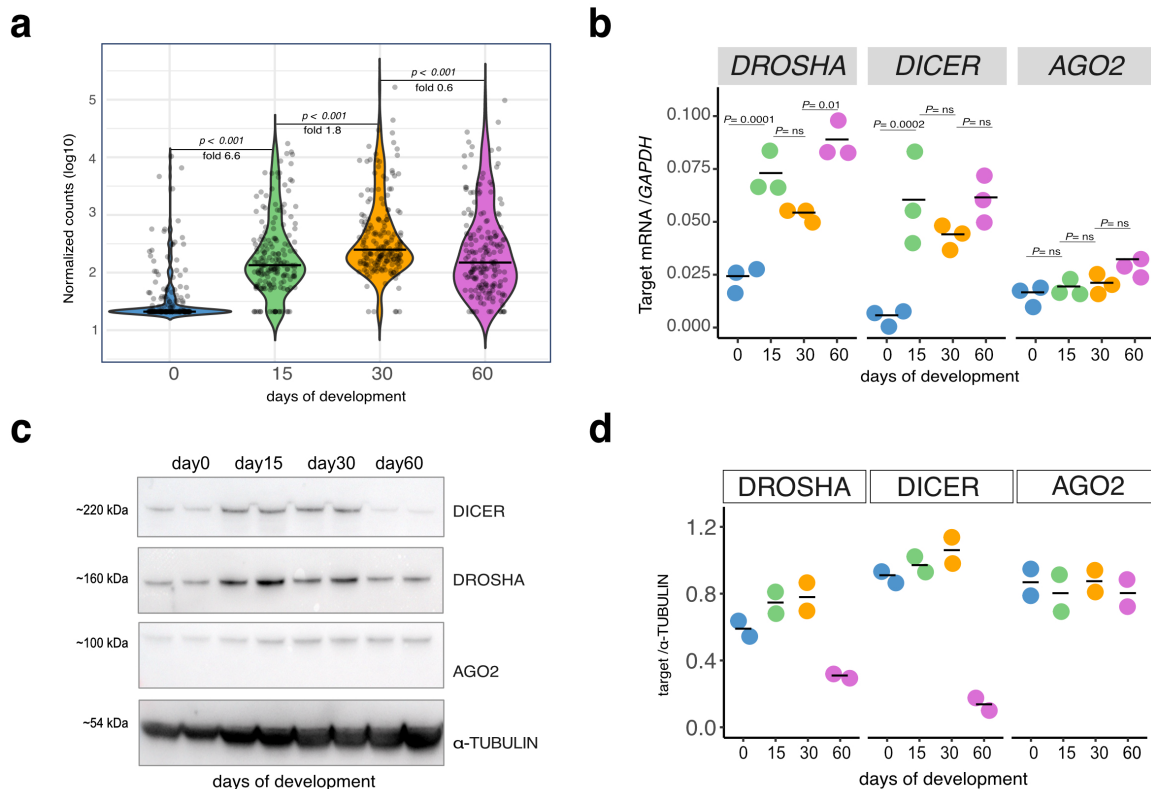 a
Normalized counts (log10)
5
4
3
2
1
p < 0.001
fold 6.6
p < 0.001
fold 1.8
p < 0.001
fold 0.6
0 15 30 60
days of development
b
DROSHA DICER AGO2
Target mRNA /GAPDH
0.100
0.075
0.050
0.025
0.000
P= 0.0001
P= ns
P= 0.01
P= 0.0002
P= ns
P= ns
P= ns
P= ns
P= ns
0 15 30 60 0 15 30 60 0 15 30 60
days of development
c
day0 day15 day30 day60
~220 kDa DICER
~160 kDa DROSHA
~100 kDa AGO2
~54 kDa α-TUBULIN
days of development
d
DROSHA DICER AGO2
target /α-TUBULIN
1.2
0.8
0.4
0.0
0 15 30 60 0 15 30 60 0 15 30 60
days of development